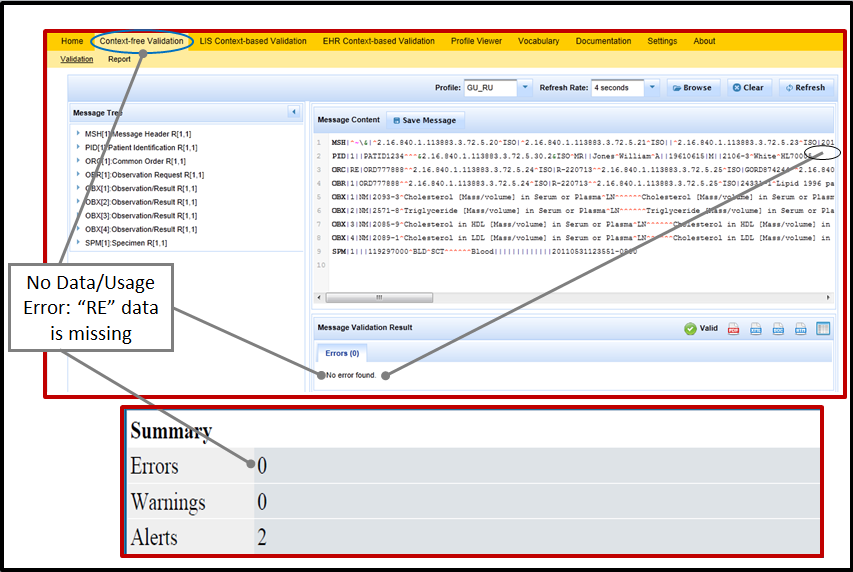 Home Context-free Validation LIS Context-based Validation EHR Context-based Validation Profile Viewer Vocabulary Documentation Settings About
Validation Report
Profile: GU_RU Refresh Rate: 4 seconds Browse Clear Refresh
Message Tree
MSH[1]:Message Header R[1,1]
PID[1]:Patient Identification R[1,1]
ORC[1]:Common Order R[1,1]
OBR[1]:Observation Request R[1,1]
OBX[1]:Observation/Result R[1,1]
OBX[2]:Observation/Result R[1,1]
OBX[3]:Observation/Result R[1,1]
OBX[4]:Observation/Result R[1,1]
SPM[1]:Specimen R[1,1]
Message Content Save Message
1 MSH|^~\&|^2.16.840.1.113883.3.72.5.20^ISO|^2.16.840.1.113883.3.72.5.21^ISO||^2.16.840.1.113883.3.72.5.23^ISO|201
2 PID|1||PATID1234^^^&2.16.840.1.113883.3.72.5.30.2&ISO^MR||Jones^William^A||19610615|M||2106-3^White^HL70005
3 ORC|RE|ORD777888^^2.16.840.1.113883.3.72.5.24^ISO|R-220713^^2.16.840.1.113883.3.72.5.25^ISO|GORD874244^^2.16.840
4 OBR|1|ORD777888^^2.16.840.1.113883.3.72.5.24^ISO|R-220713^^2.16.840.1.113883.3.72.5.25^ISO|24331-1^Lipid 1996 pa
5 OBX|1|NM|2093-3^Cholesterol [Mass/volume] in Serum or Plasma^LN^^^^^^Cholesterol [Mass/volume] in Serum or Plasm
6 OBX|2|NM|2571-8^Triglyceride [Mass/volume] in Serum or Plasma^LN^^^^^^Triglyceride [Mass/volume] in Serum or Pla
7 OBX|3|NM|2085-9^Cholesterol in HDL [Mass/volume] in Serum or Plasma^LN^^^^^^Cholesterol in HDL [Mass/volume] in
8 OBX|4|NM|2089-1^Cholesterol in LDL [Mass/volume] in Serum or Plasma^LN^^^^^^Cholesterol in LDL [Mass/volume] in
9 SPM|1|||119297000^BLD^SCT^^^^^^Blood|||||||||||||20110531123551-0800
10
No Data/Usage
Error: “RE” data
is missing
Message Validation Result Valid
Errors (0)
No error found.
Summary
Errors 0
Warnings 0
Alerts 2